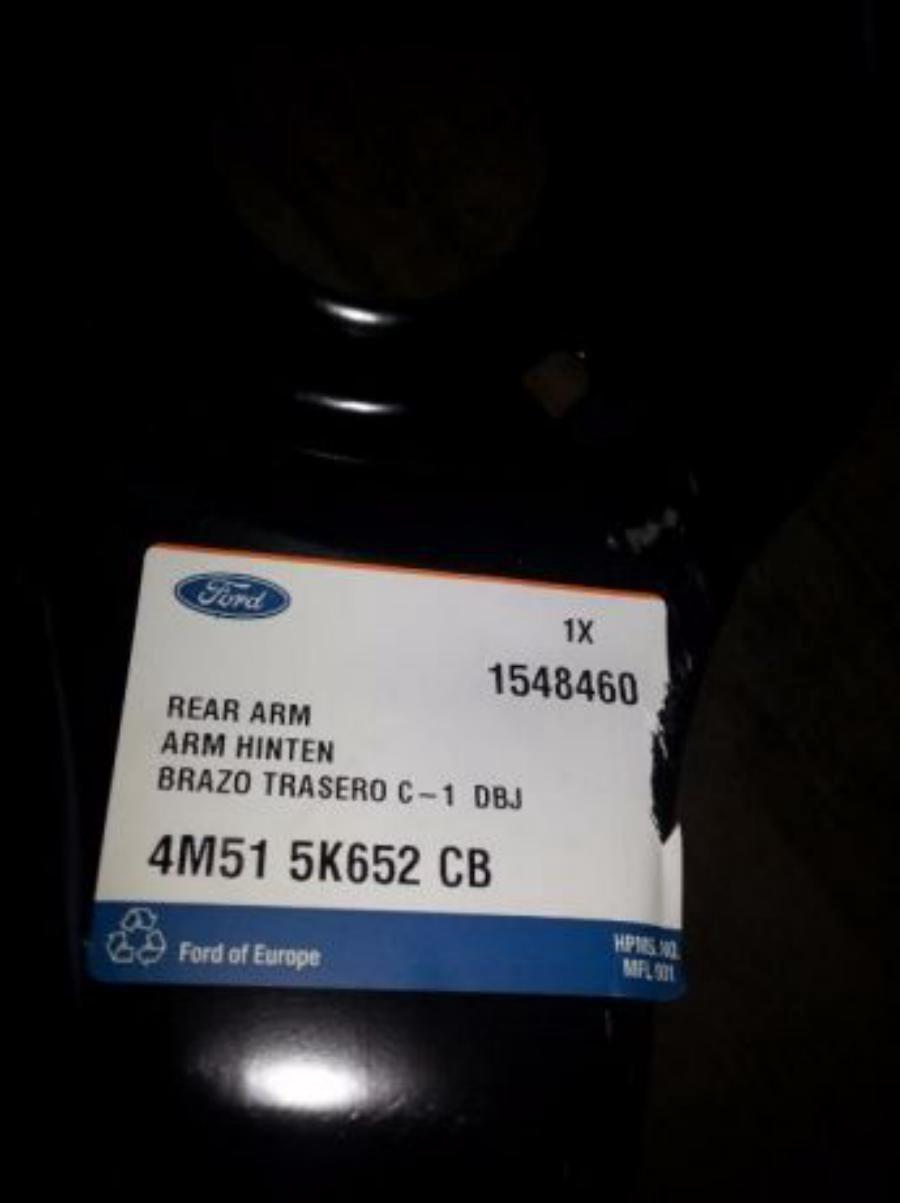 Ford
1X
1548460
REAR ARM
ARM HINTEN
BRAZO TRASERO C-1 DBJ
4M51 5K652 CB
Ford of Europe
HPMS.NO.
MFL 901